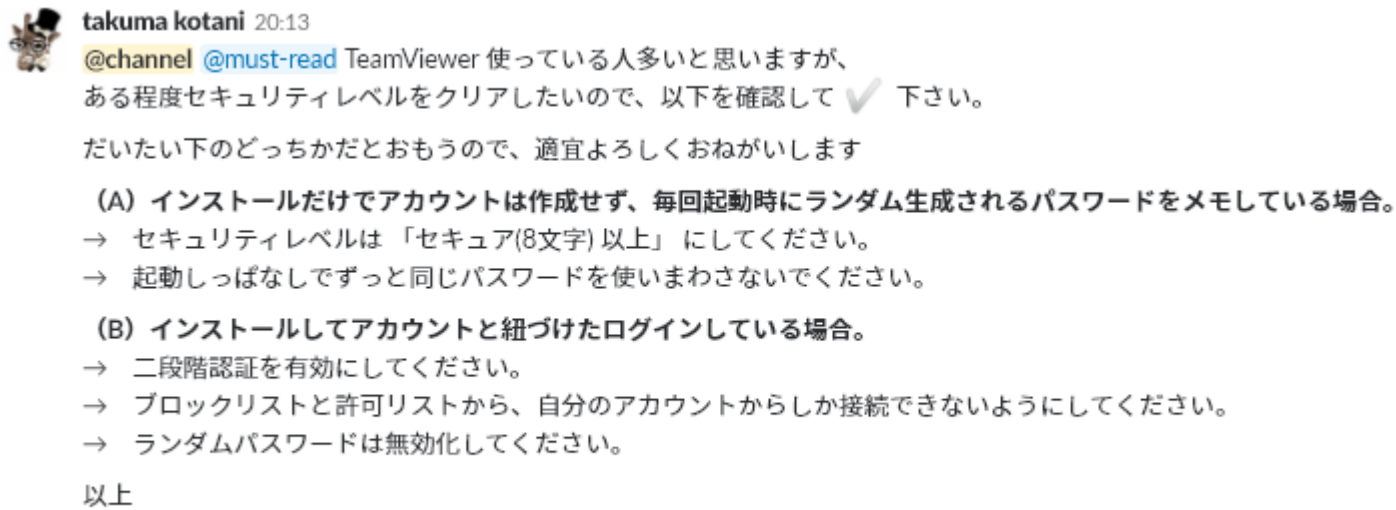 takuma kotani 20:13
@channel @must-read TeamViewer 使っている人多いと思いますが、
ある程度セキュリティレベルをクリアしたいので、以下を確認して 下さい。
だいたい下のどっちかだとおもうので、適宜よろしくおねがいします
（A）インストールだけでアカウントは作成せず、毎回起動時にランダム生成されるパスワードをメモしている場合。
→ セキュリティレベルは 「セキュア(8文字) 以上」 にしてください。
→ 起動しっぱなしでずっと同じパスワードを使いまわさないでください。
（B）インストールしてアカウントと紐づけたログインしている場合。
→ 二段階認証を有効にしてください。
→ ブロックリストと許可リストから、自分のアカウントからしか接続できないようにしてください。
→ ランダムパスワードは無効化してください。
以上